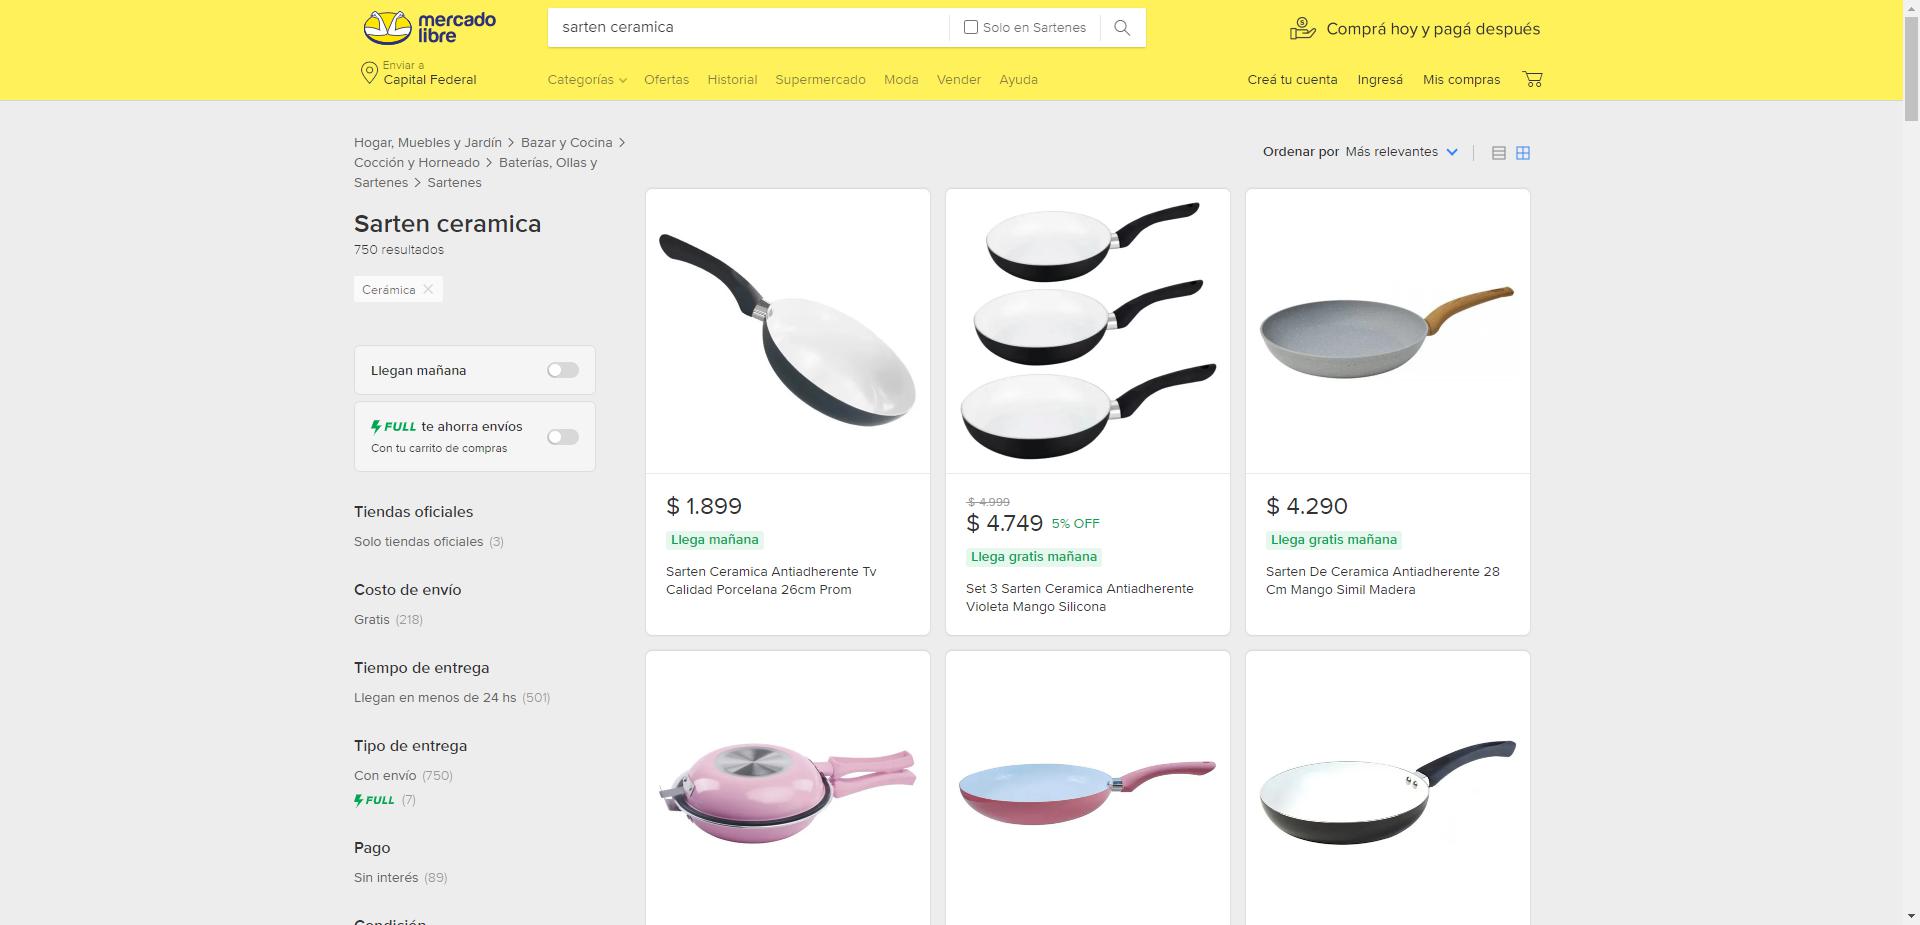 mercado
libre
sarten ceramica
Solo en Sartenes
Comprá hoy y pagá después
Enviar a
Capital Federal
Categorías
Ofertas
Historial
Supermercado
Moda
Vender
Ayuda
Creá tu cuenta
Ingresá
Mis compras
Hogar, Muebles y Jardín > Bazar y Cocina >
Cocción y Horneado > Baterías, Ollas y
Sartenes > Sartenes
Sarten ceramica
750 resultados
Cerámica
Llegan mañana
FULL te ahorra envíos
Con tu carrito de compras
Tiendas oficiales
Solo tiendas oficiales (3)
Costo de envío
Gratis (218)
Tiempo de entrega
Llegan en menos de 24 hs (501)
Tipo de entrega
Con envío (750)
FULL (7)
Pago
Sin interés (89)
Condición
Ordenar por Más relevantes
$ 1.899
Llega mañana
Sarten Ceramica Antiadherente Tv
Calidad Porcelana 26cm Prom
$ 4.999
$ 4.749 5% OFF
Llega gratis mañana
Set 3 Sarten Ceramica Antiadherente
Violeta Mango Silicona
$ 4.290
Llega gratis mañana
Sarten De Ceramica Antiadherente 28
Cm Mango Simil Madera